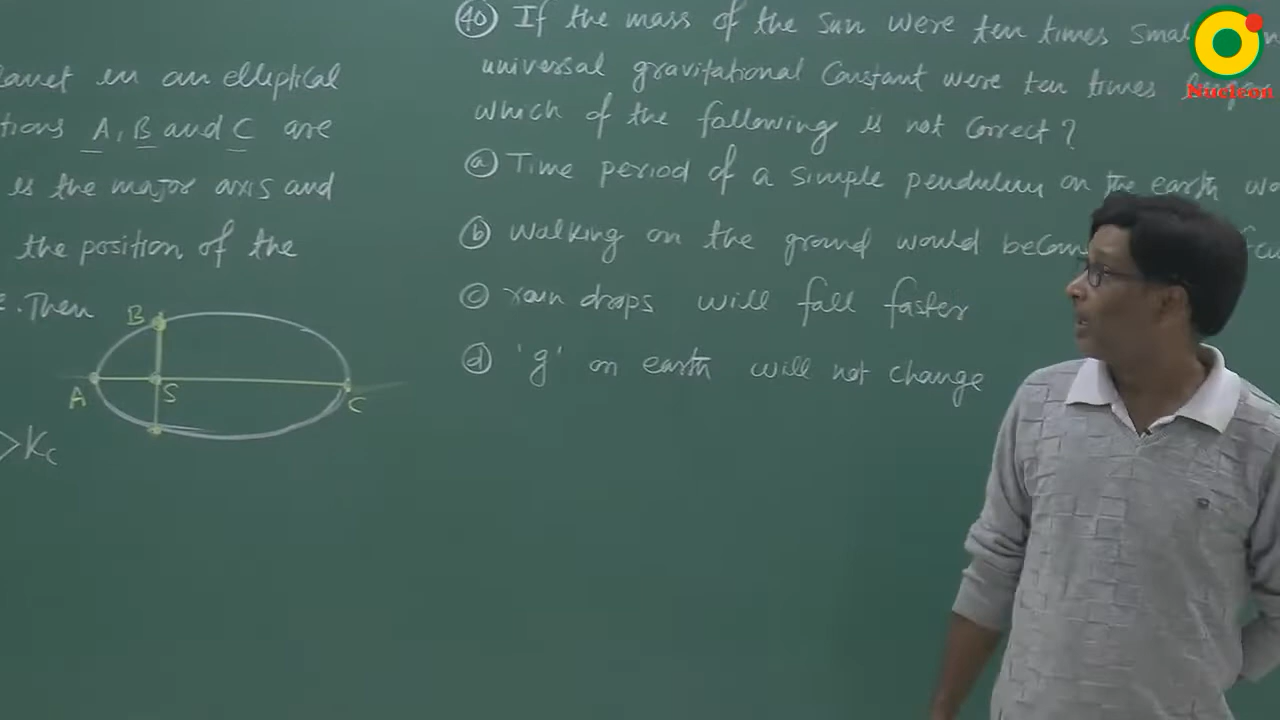 lanet in an elliptical
tions A, B and C are
is the major axis and
the position of the
e. Then
B
A
S
C
>Kc
40 If the mass of the Sun were ten times smal
universal gravitational Constant were ten times
which of the following is not correct?
a Time period of a simple pendulum on the earth wo
b walking on the ground would becom
c rain drops will fall faster
d 'g' on earth will not change
Nucleon